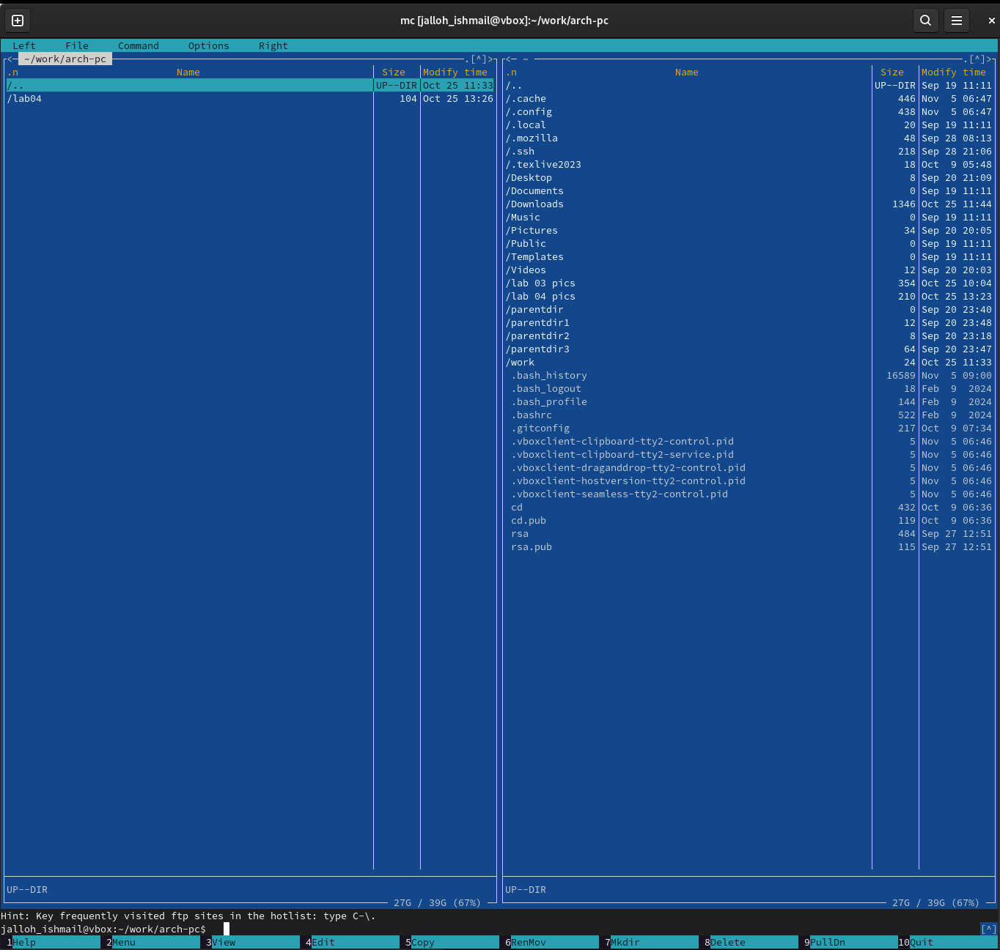 mc [jalloh_ishmail@vbox]:~/work/arch-pc
Left File Command Options Right
<─ ~/work/arch-pc .[^]>
.n Name Size Modify time
/.. UP--DIR Oct 25 11:33
/lab04 104 Oct 25 13:26
UP--DIR
27G / 39G (67%)
<─ ~ .[^]>
.n Name Size Modify time
/.. UP--DIR Sep 19 11:11
/.cache 446 Nov 5 06:47
/.config 438 Nov 5 06:47
/.local 20 Sep 19 11:11
/.mozilla 48 Sep 28 08:13
/.ssh 218 Sep 28 21:06
/.texlive2023 18 Oct 9 05:48
/Desktop 8 Sep 20 21:09
/Documents 0 Sep 19 11:11
/Downloads 1346 Oct 25 11:44
/Music 0 Sep 19 11:11
/Pictures 34 Sep 20 20:05
/Public 0 Sep 19 11:11
/Templates 0 Sep 19 11:11
/Videos 12 Sep 20 20:03
/lab 03 pics 354 Oct 25 10:04
/lab 04 pics 210 Oct 25 13:23
/parentdir 0 Sep 20 23:40
/parentdir1 12 Sep 20 23:48
/parentdir2 8 Sep 20 23:18
/parentdir3 64 Sep 20 23:47
/work 24 Oct 25 11:33
.bash_history 16589 Nov 5 09:00
.bash_logout 18 Feb 9 2024
.bash_profile 144 Feb 9 2024
.bashrc 522 Feb 9 2024
.gitconfig 217 Oct 9 07:34
.vboxclient-clipboard-tty2-control.pid 5 Nov 5 06:46
.vboxclient-clipboard-tty2-service.pid 5 Nov 5 06:46
.vboxclient-draganddrop-tty2-control.pid 5 Nov 5 06:46
.vboxclient-hostversion-tty2-control.pid 5 Nov 5 06:46
.vboxclient-seamless-tty2-control.pid 5 Nov 5 06:46
cd 432 Oct 9 06:36
cd.pub 119 Oct 9 06:36
rsa 484 Sep 27 12:51
rsa.pub 115 Sep 27 12:51
UP--DIR
27G / 39G (67%)
Hint: Key frequently visited ftp sites in the hotlist: type C-\.
jalloh_ishmail@vbox:~/work/arch-pc$ [^]
1Help 2Menu 3View 4Edit 5Copy 6RenMov 7Mkdir 8Delete 9PullDn 10Quit